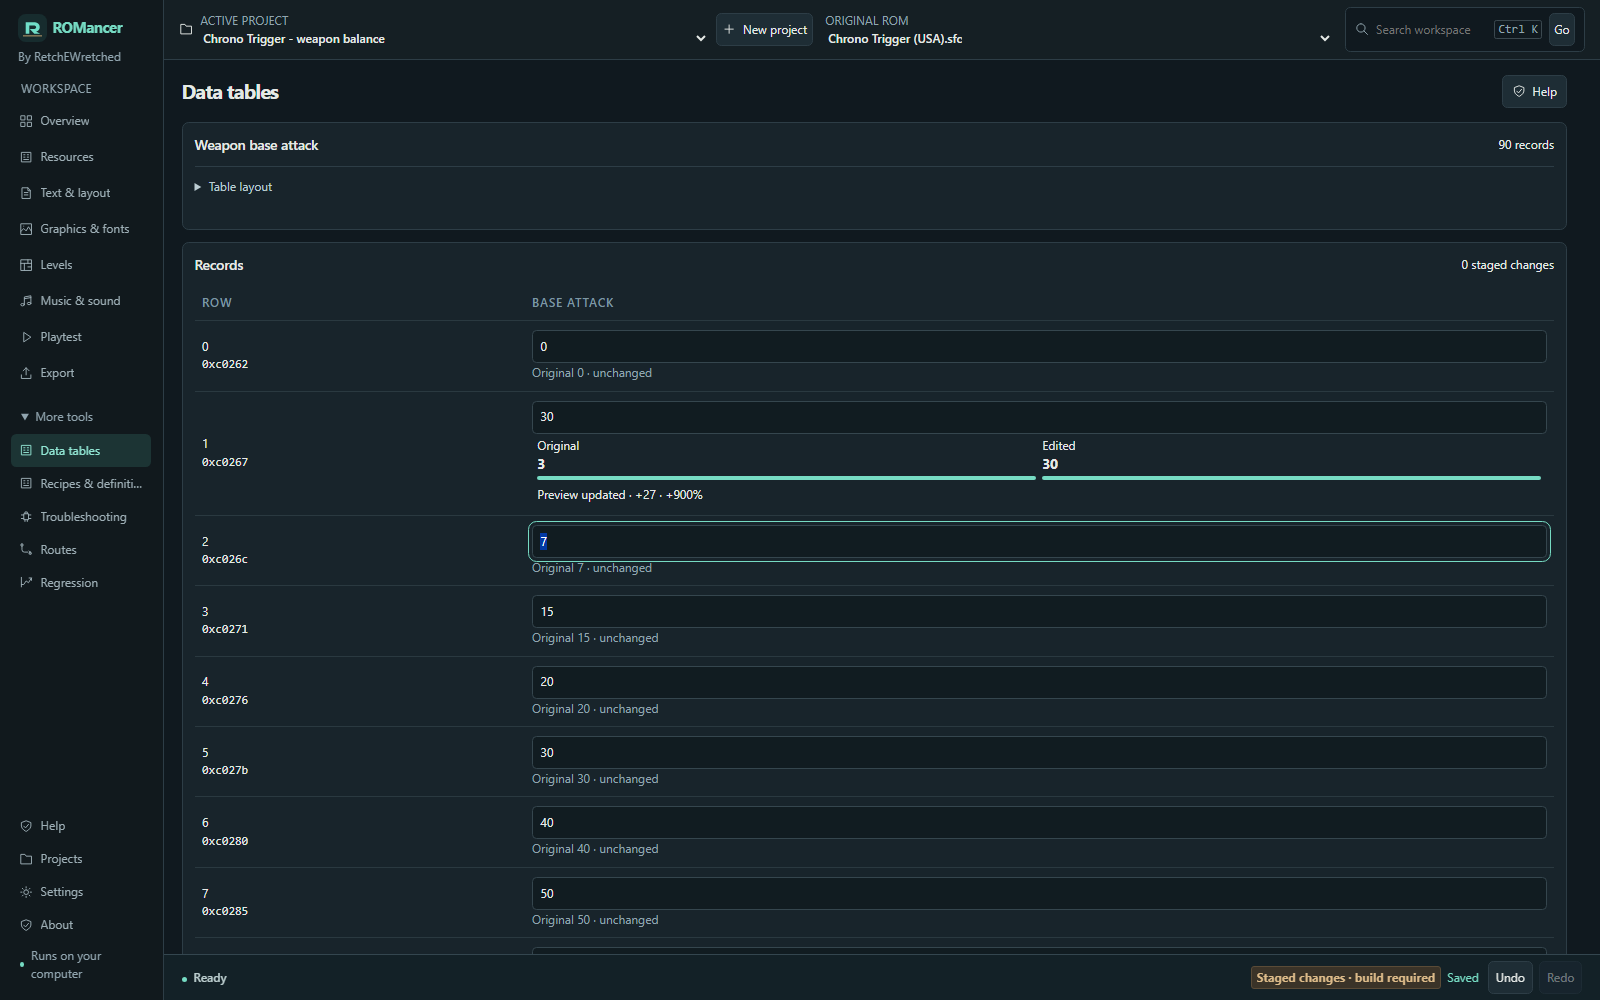 ROMancer
By RetchEWretched
WORKSPACE
Overview
Resources
Text & layout
Graphics & fonts
Levels
Music & sound
Playtest
Export
More tools
Data tables
Recipes & definiti...
Troubleshooting
Routes
Regression
Help
Projects
Settings
About
Runs on your
computer
ACTIVE PROJECT
Chrono Trigger - weapon balance
New project
ORIGINAL ROM
Chrono Trigger (USA).sfc
Search workspace
Ctrl K
Go
Data tables
Help
Weapon base attack
90 records
Table layout
Records
0 staged changes
ROW
BASE ATTACK
0
0xc0262
0
Original 0 · unchanged
1
0xc0267
30
Original
3
Edited
30
Preview updated · +27 · +900%
2
0xc026c
7
Original 7 · unchanged
3
0xc0271
15
Original 15 · unchanged
4
0xc0276
20
Original 20 · unchanged
5
0xc027b
30
Original 30 · unchanged
6
0xc0280
40
Original 40 · unchanged
7
0xc0285
50
Original 50 · unchanged
Ready
Staged changes · build required
Saved
Undo
Redo